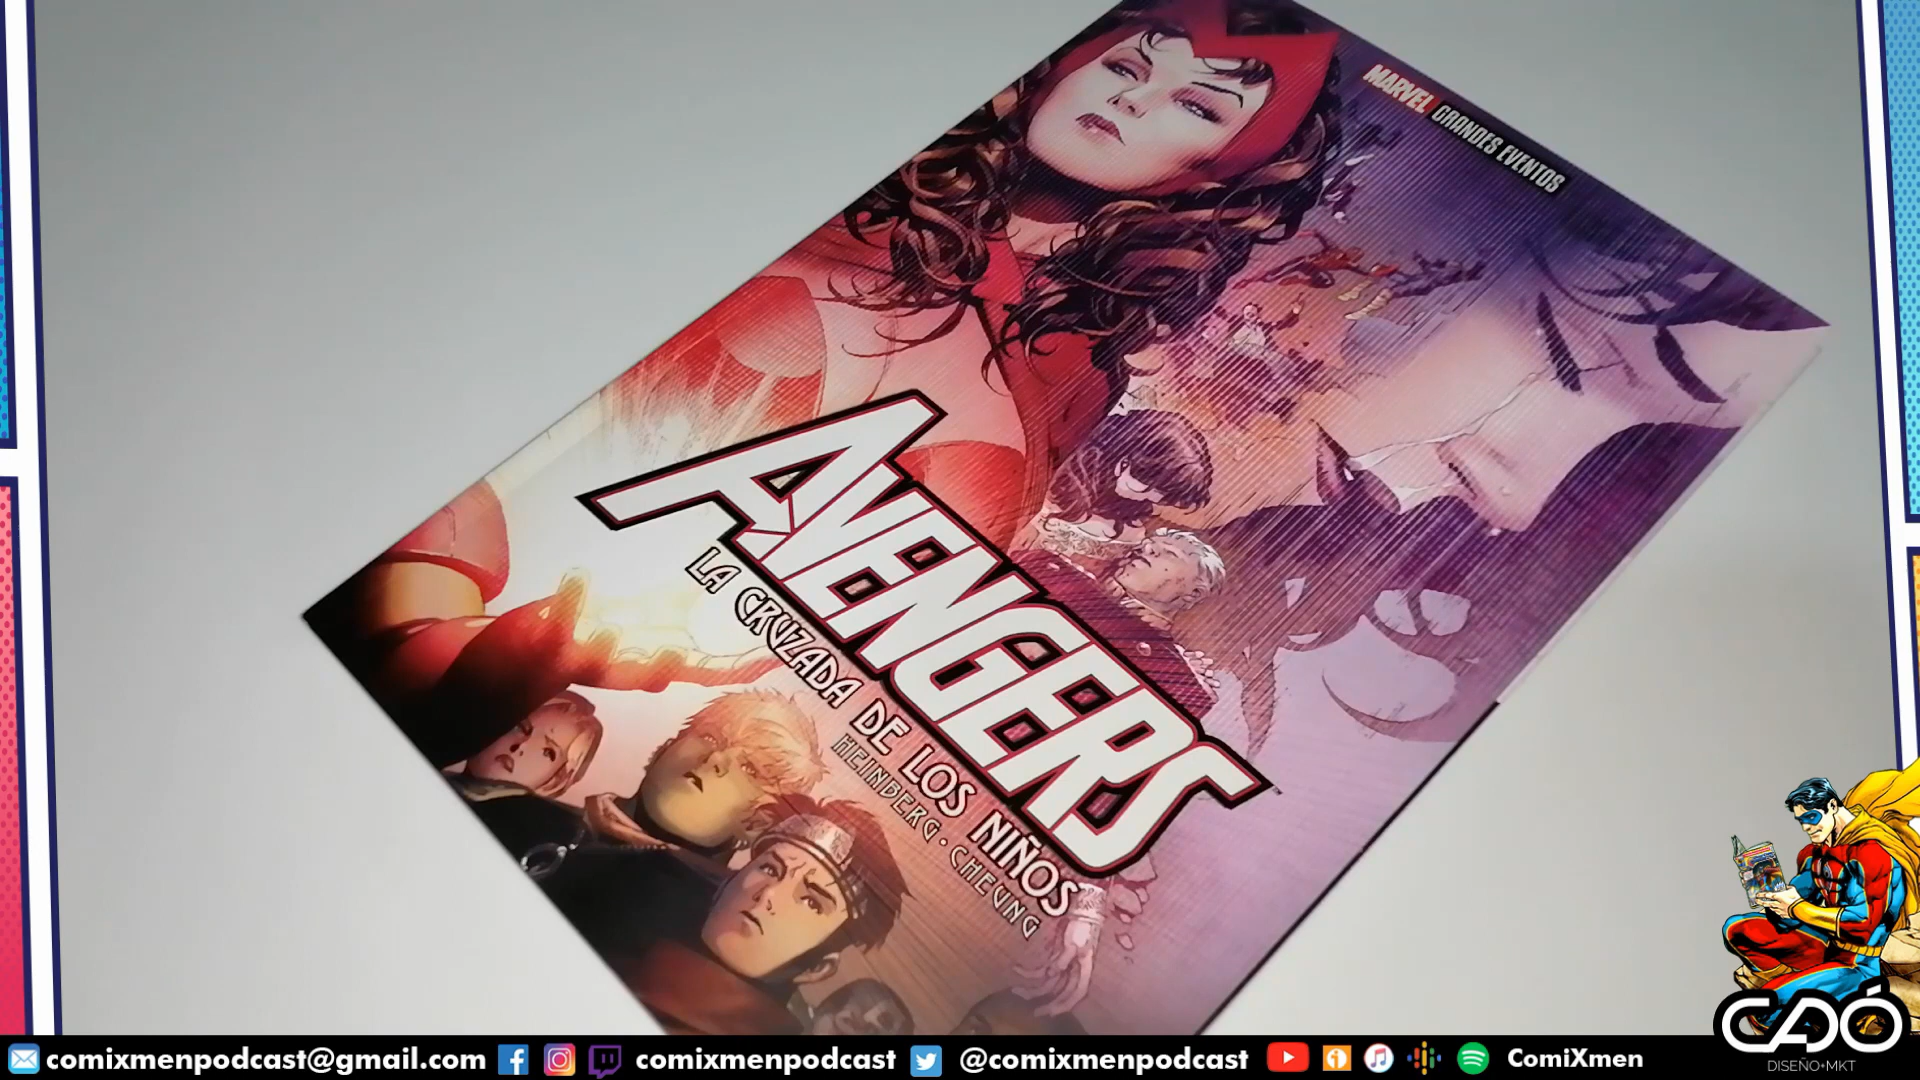 MARVEL GRANDES EVENTOS
AVENGERS
LA CRUZADA DE LOS NIÑOS
HEINBERG • CHEUNG
CADÓ
DISEÑO+MKT
comixmenpodcast@gmail.com comixmenpodcast @comixmenpodcast ComiXmen